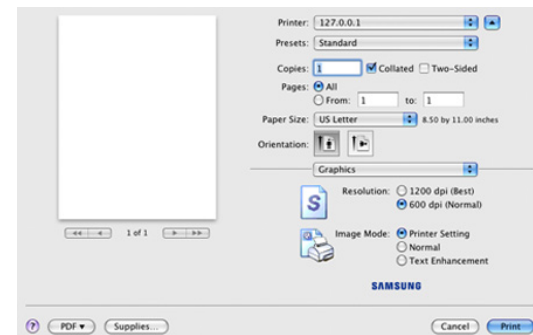 Printer: 127.0.0.1
Presets: Standard
Copies: 1 Collated Two-Sided
Pages: All
From: 1 to: 1
Paper Size: US Letter 8.50 by 11.00 inches
Orientation:
Graphics
Resolution: 1200 dpi (Best)
600 dpi (Normal)
1 of 1
Image Mode: Printer Setting
Normal
Text Enhancement
SAMSUNG
? PDF Supplies... Cancel Print